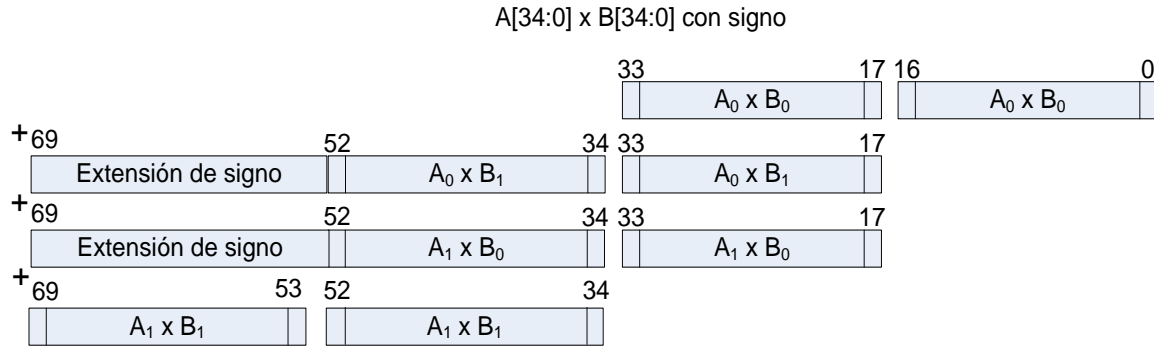 A[34:0] x B[34:0] con signo
33 17 16 0
A₀ x B₀ A₀ x B₀
+ 69 52 34 33 17
Extensión de signo A₀ x B₁ A₀ x B₁
+ 69 52 34 33 17
Extensión de signo A₁ x B₀ A₁ x B₀
+ 69 53 52 34
A₁ x B₁ A₁ x B₁